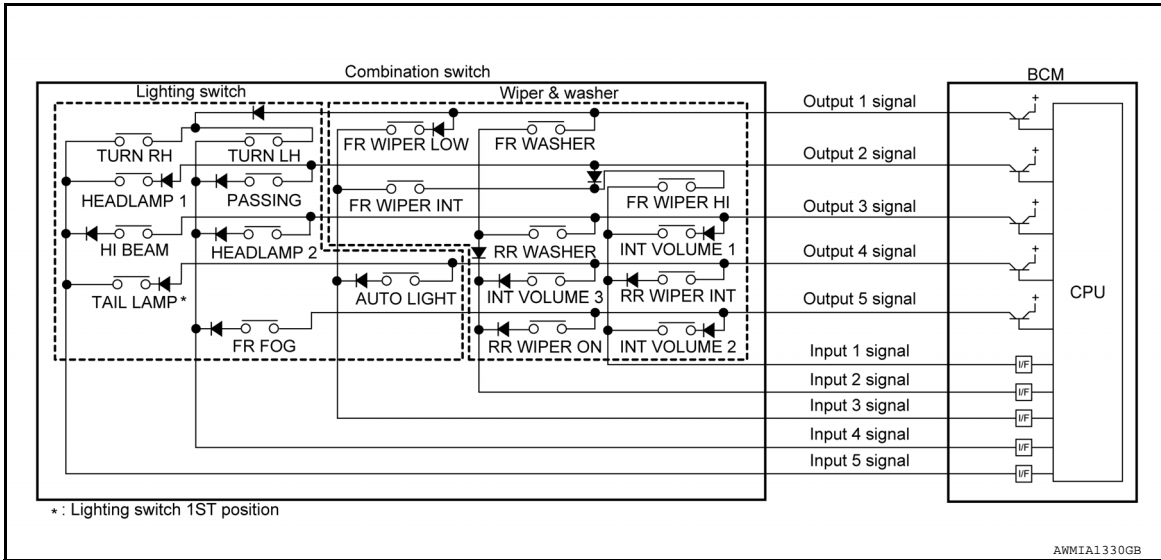 Combination switch
BCM
Lighting switch
Wiper & washer
Output 1 signal
+
TURN RH
TURN LH
FR WIPER LOW
FR WASHER
Output 2 signal
+
HEADLAMP 1
PASSING
FR WIPER INT
FR WIPER HI
Output 3 signal
+
HI BEAM
HEADLAMP 2
RR WASHER
INT VOLUME 1
Output 4 signal
+
TAIL LAMP*
AUTO LIGHT
INT VOLUME 3
RR WIPER INT
CPU
Output 5 signal
+
FR FOG
RR WIPER ON
INT VOLUME 2
Input 1 signal
I/F
Input 2 signal
I/F
Input 3 signal
I/F
Input 4 signal
I/F
Input 5 signal
I/F
* : Lighting switch 1ST position
AWMIA1330GB